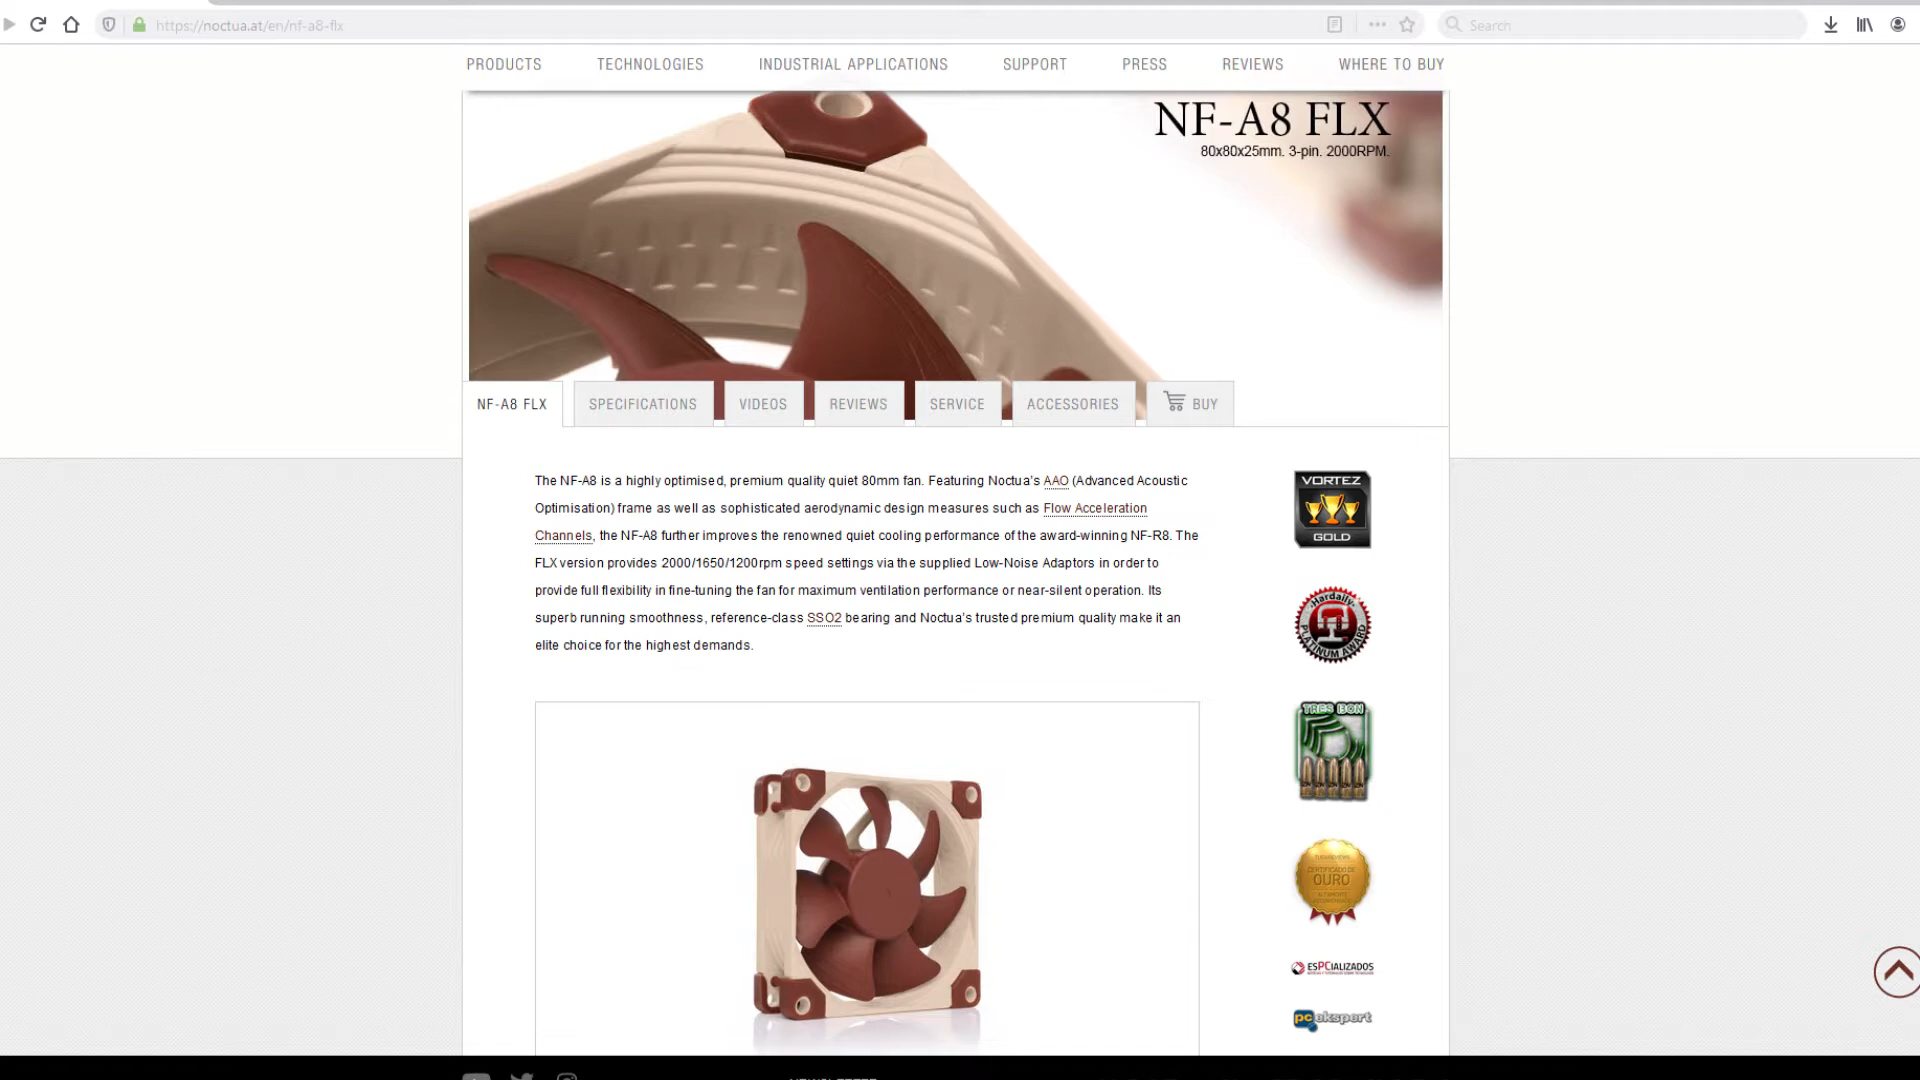 https://noctua.at/en/nf-a8-flx
Search
PRODUCTS
TECHNOLOGIES
INDUSTRIAL APPLICATIONS
SUPPORT
PRESS
REVIEWS
WHERE TO BUY
NF-A8 FLX
80x80x25mm. 3-pin. 2000RPM.
NF-A8 FLX
SPECIFICATIONS
VIDEOS
REVIEWS
SERVICE
ACCESSORIES
BUY
The NF-A8 is a highly optimised, premium quality quiet 80mm fan. Featuring Noctua's AAO (Advanced Acoustic
Optimisation) frame as well as sophisticated aerodynamic design measures such as Flow Acceleration
Channels, the NF-A8 further improves the renowned quiet cooling performance of the award-winning NF-R8. The
FLX version provides 2000/1650/1200rpm speed settings via the supplied Low-Noise Adaptors in order to
provide full flexibility in fine-tuning the fan for maximum ventilation performance or near-silent operation. Its
superb running smoothness, reference-class SSO2 bearing and Noctua's trusted premium quality make it an
elite choice for the highest demands.
VORTEZ
GOLD
Hardaily
PLATINUM AWARD
TRES BON
CERTIFICADO DE
OURO
ESPCIALIZADOS
pc ekspert